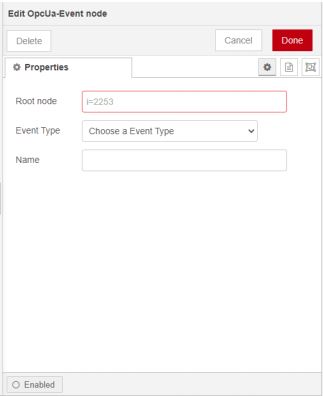 Edit OpcUa-Event node
Delete Cancel Done
Properties
Root node i=2253
Event Type Choose a Event Type
Name
Enabled